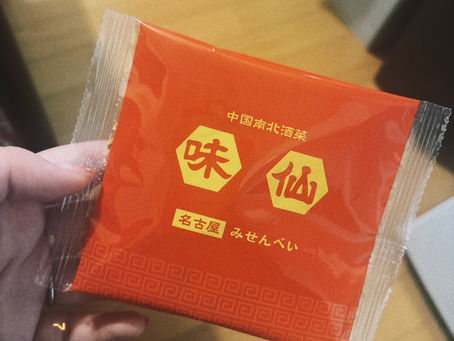 中国南北酒菜
味仙
名古屋 みせんべい